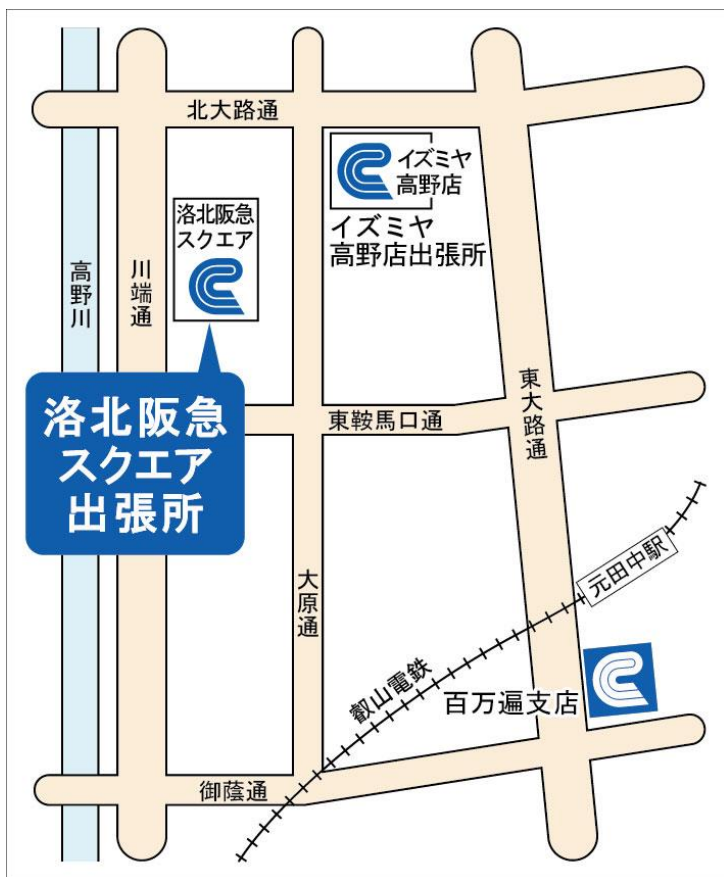 北大路通
イズミヤ
高野店
イズミヤ
高野店出張所
洛北阪急
スクエア
高野川
川端通
洛北阪急
スクエア
出張所
東鞍馬口通
東大路通
大原通
元田中駅
叡山電鉄
百万遍支店
御蔭通